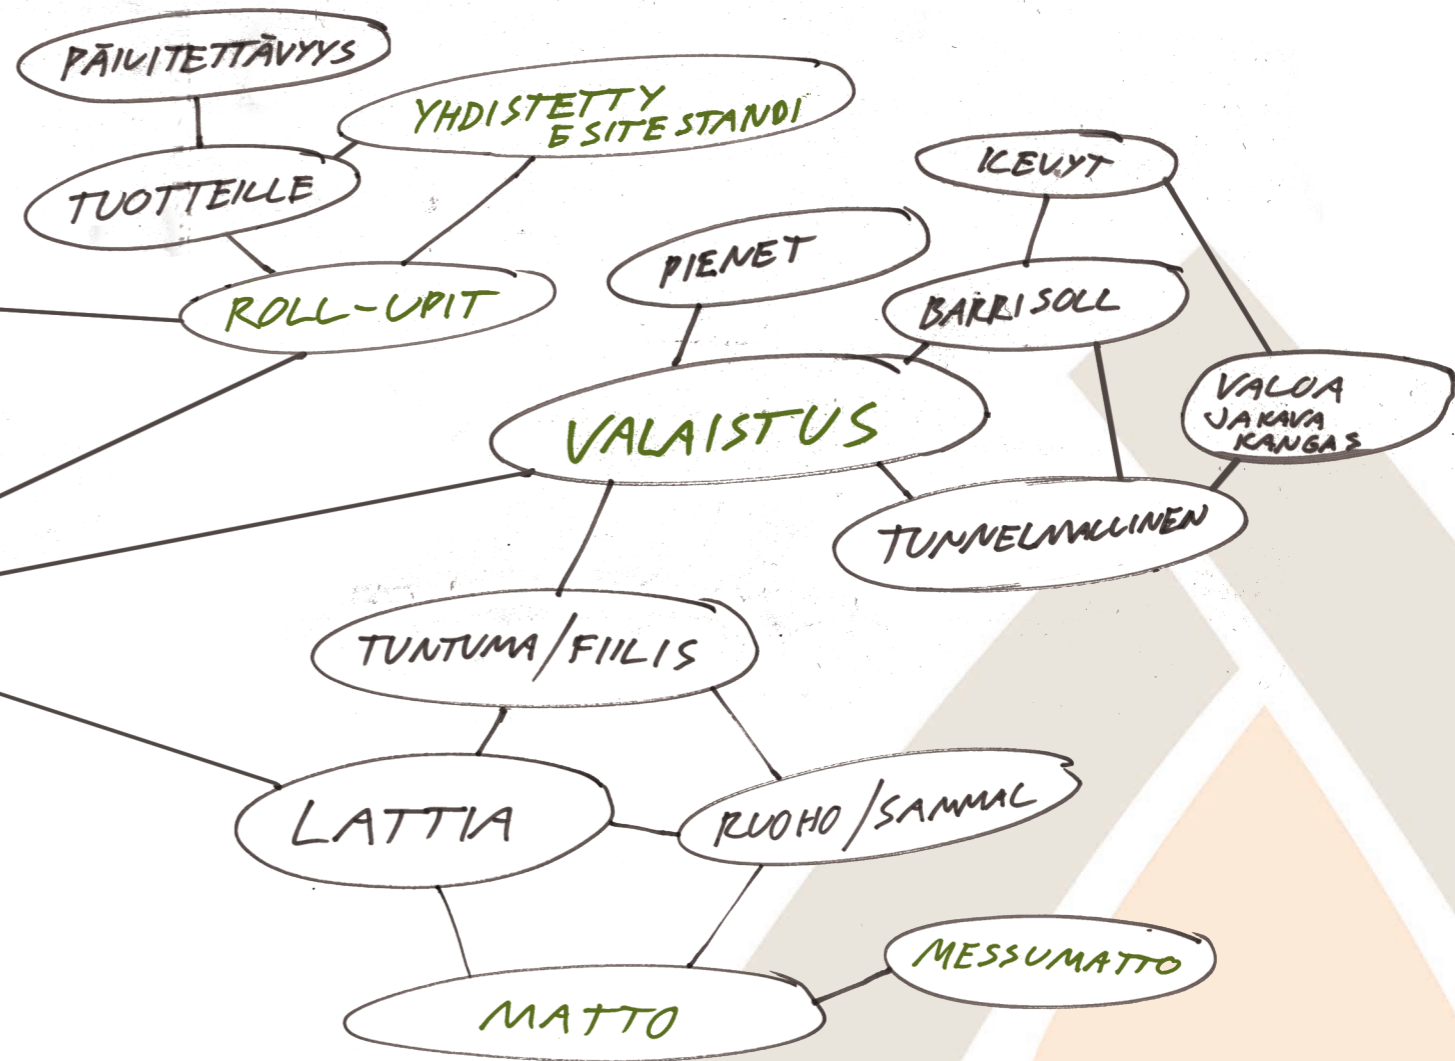 PÄIVITETTÄVYYS
YHDISTETTY
ESITESTANDI
TUOTTEILLE
KEVYT
PIENET
ROLL-UPIT
BARRISOLL
VALAISTUS
VALOA
JAKAVA
KANGAS
TUNNELMALLINEN
TUNTUMA/FIILIS
LATTIA
RUOHO/SAMMAL
MESSUMATTO
MATTO